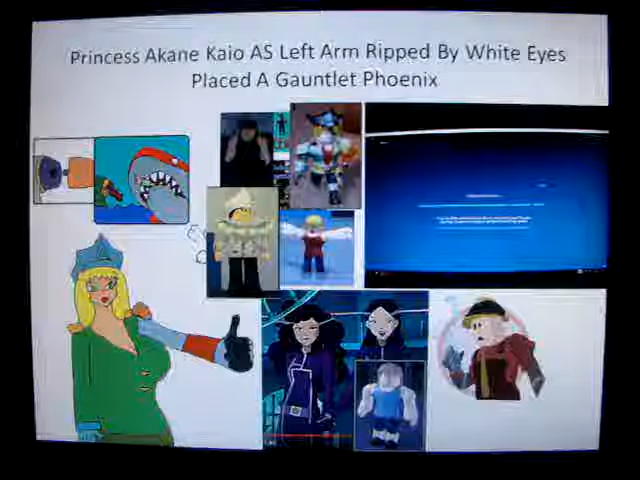 Princess Akane Kaio AS Left Arm Ripped By White Eyes
Placed A Gauntlet Phoenix